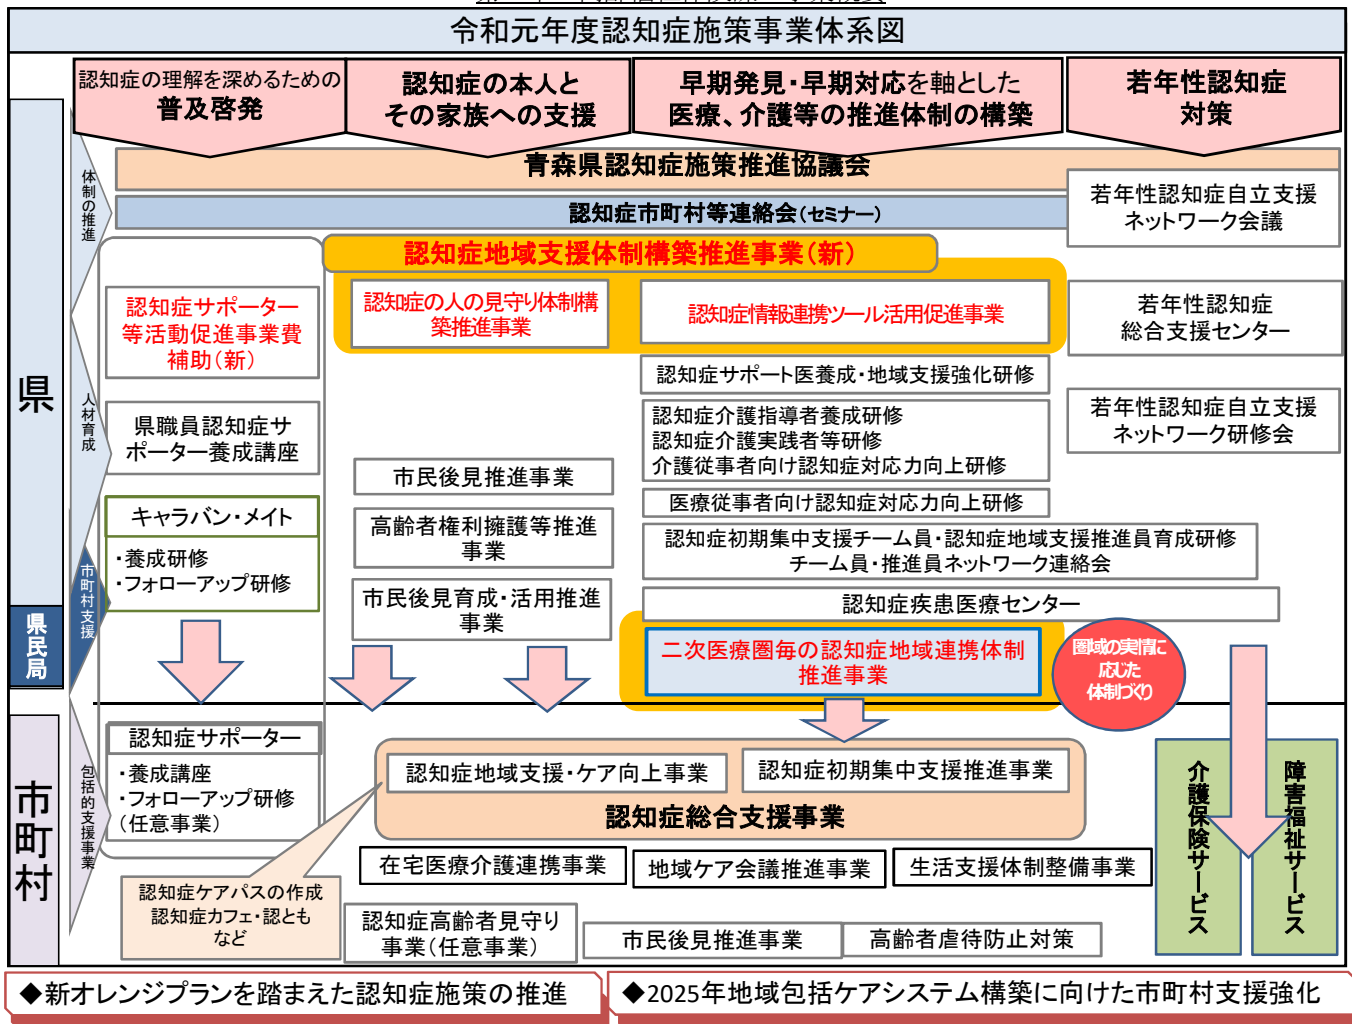 令和元年度認知症施策事業体系図
認知症の理解を深めるための
普及啓発
認知症の本人と
その家族への支援
早期発見・早期対応を軸とした
医療、介護等の推進体制の構築
若年性認知症
対策
県
県民局
市町村
体制の推進
人材育成
市町村支援
包括的支援事業
青森県認知症施策推進協議会
認知症市町村等連絡会(セミナー)
若年性認知症自立支援
ネットワーク会議
認知症地域支援体制構築推進事業(新)
認知症サポーター
等活動促進事業費
補助(新)
認知症の人の見守り体制構
築推進事業
認知症情報連携ツール活用促進事業
若年性認知症
総合支援センター
認知症サポート医養成・地域支援強化研修
県職員認知症サ
ポーター養成講座
認知症介護指導者養成研修
認知症介護実践者等研修
介護従事者向け認知症対応力向上研修
若年性認知症自立支援
ネットワーク研修会
市民後見推進事業
医療従事者向け認知症対応力向上研修
キャラバン・メイト
・養成研修
・フォローアップ研修
高齢者権利擁護等推進
事業
認知症初期集中支援チーム員・認知症地域支援推進員育成研修
チーム員・推進員ネットワーク連絡会
市民後見育成・活用推進
事業
認知症疾患医療センター
二次医療圏毎の認知症地域連携体制
推進事業
圏域の実情に
応じた
体制づくり
認知症サポーター
・養成講座
・フォローアップ研修
(任意事業)
認知症地域支援・ケア向上事業
認知症初期集中支援推進事業
認知症総合支援事業
介護保険サービス
障害福祉サービス
在宅医療介護連携事業
地域ケア会議推進事業
生活支援体制整備事業
認知症ケアパスの作成
認知症カフェ・認とも
など
認知症高齢者見守り
事業(任意事業)
市民後見推進事業
高齢者虐待防止対策
◆新オレンジプランを踏まえた認知症施策の推進
◆2025年地域包括ケアシステム構築に向けた市町村支援強化